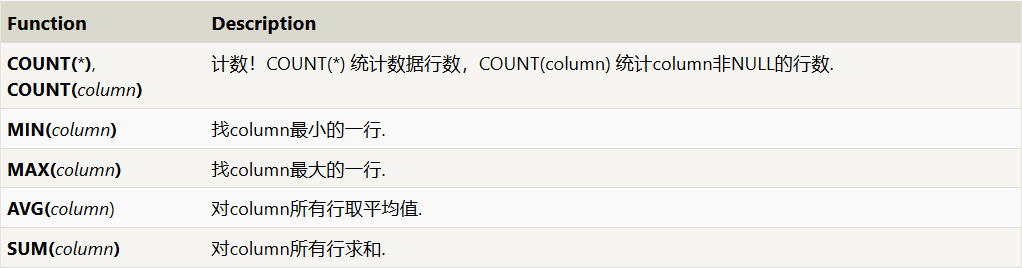 Function Description
COUNT(*), 计数！COUNT(*) 统计数据行数，COUNT(column) 统计column非NULL的行数.
COUNT(column)
MIN(column) 找column最小的一行.
MAX(column) 找column最大的一行.
AVG(column) 对column所有行取平均值.
SUM(column) 对column所有行求和.